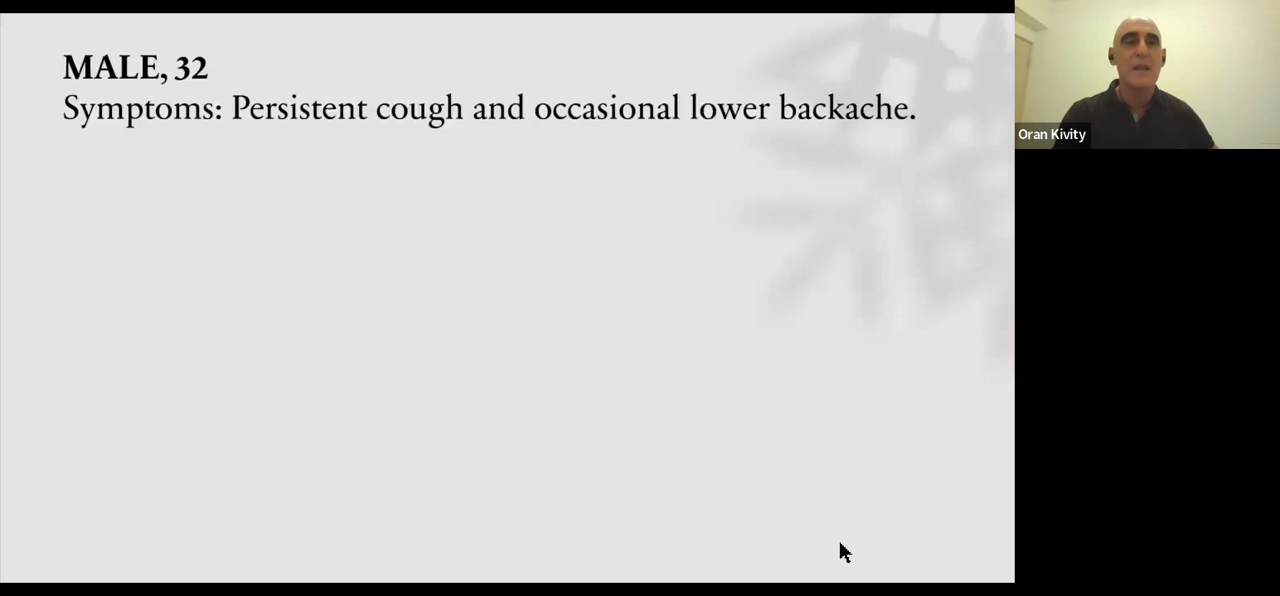 MALE, 32
Symptoms: Persistent cough and occasional lower backache.
Oran Kivity